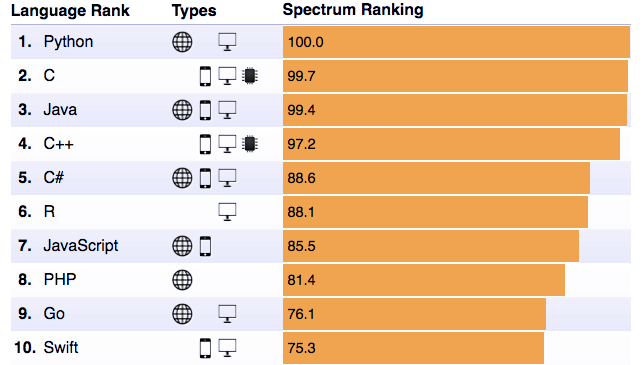 Language Rank Types Spectrum Ranking
1. Python 100.0
2. C 99.7
3. Java 99.4
4. C++ 97.2
5. C# 88.6
6. R 88.1
7. JavaScript 85.5
8. PHP 81.4
9. Go 76.1
10. Swift 75.3